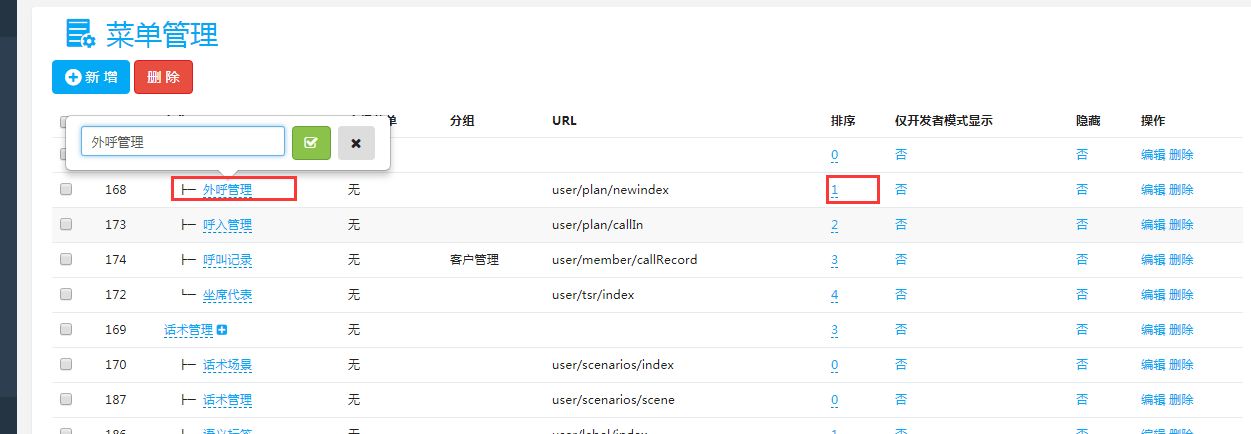 菜单管理
新 增 删 除
单 分组 URL 排序 仅开发者模式显示 隐藏 操作
外呼管理
0 否 否 编辑 删除
168 ├─ 外呼管理 无 user/plan/newindex 1 否 否 编辑 删除
173 ├─ 呼入管理 无 user/plan/callIn 2 否 否 编辑 删除
174 ├─ 呼叫记录 无 客户管理 user/member/callRecord 3 否 否 编辑 删除
172 └─ 坐席代表 无 user/tsr/index 4 否 否 编辑 删除
169 话术管理 无 3 否 否 编辑 删除
170 ├─ 话术场景 无 user/scenarios/index 0 否 否 编辑 删除
187 ├─ 话术管理 无 user/scenarios/scene 0 否 否 编辑 删除
186 ├─ 语义标签 无 user/label/index 1 否 否 编辑 删除